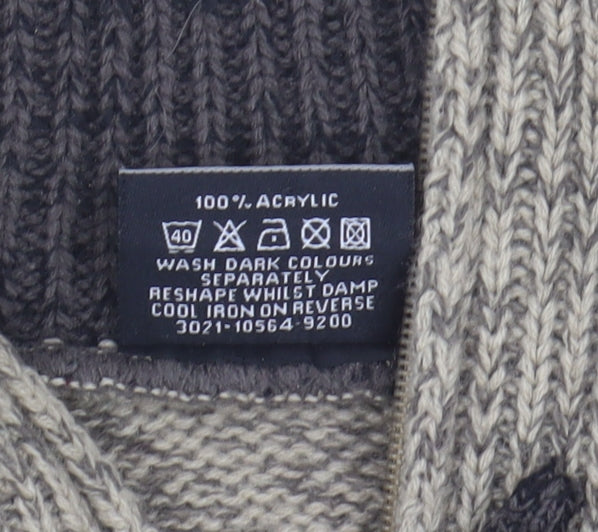 100% ACRYLIC
40
WASH DARK COLOURS
SEPARATELY
RESHAPE WHILST DAMP
COOL IRON ON REVERSE
3021-10564-9200